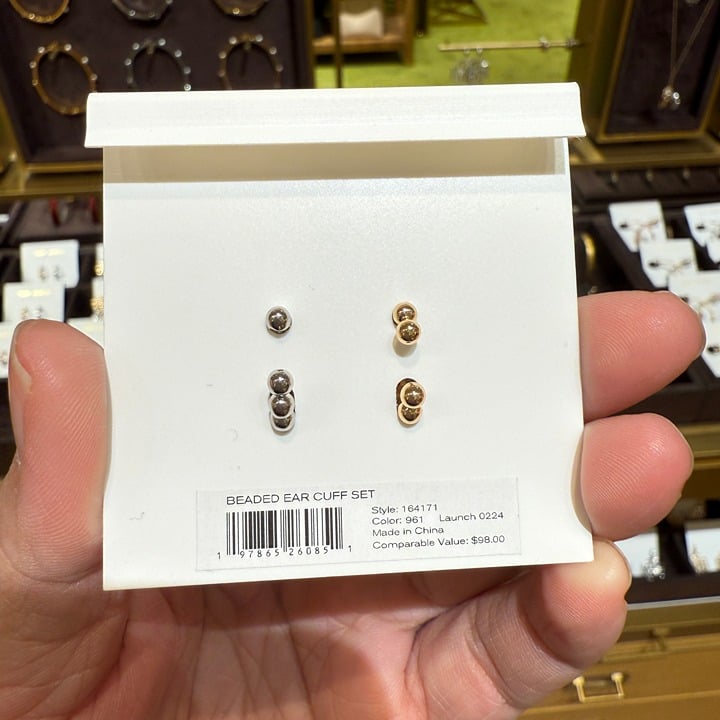 BEADED EAR CUFF SET
Style: 164171
Color: 961 Launch 0224
Made in China
Comparable Value: $98.00
1 97865 26085 1